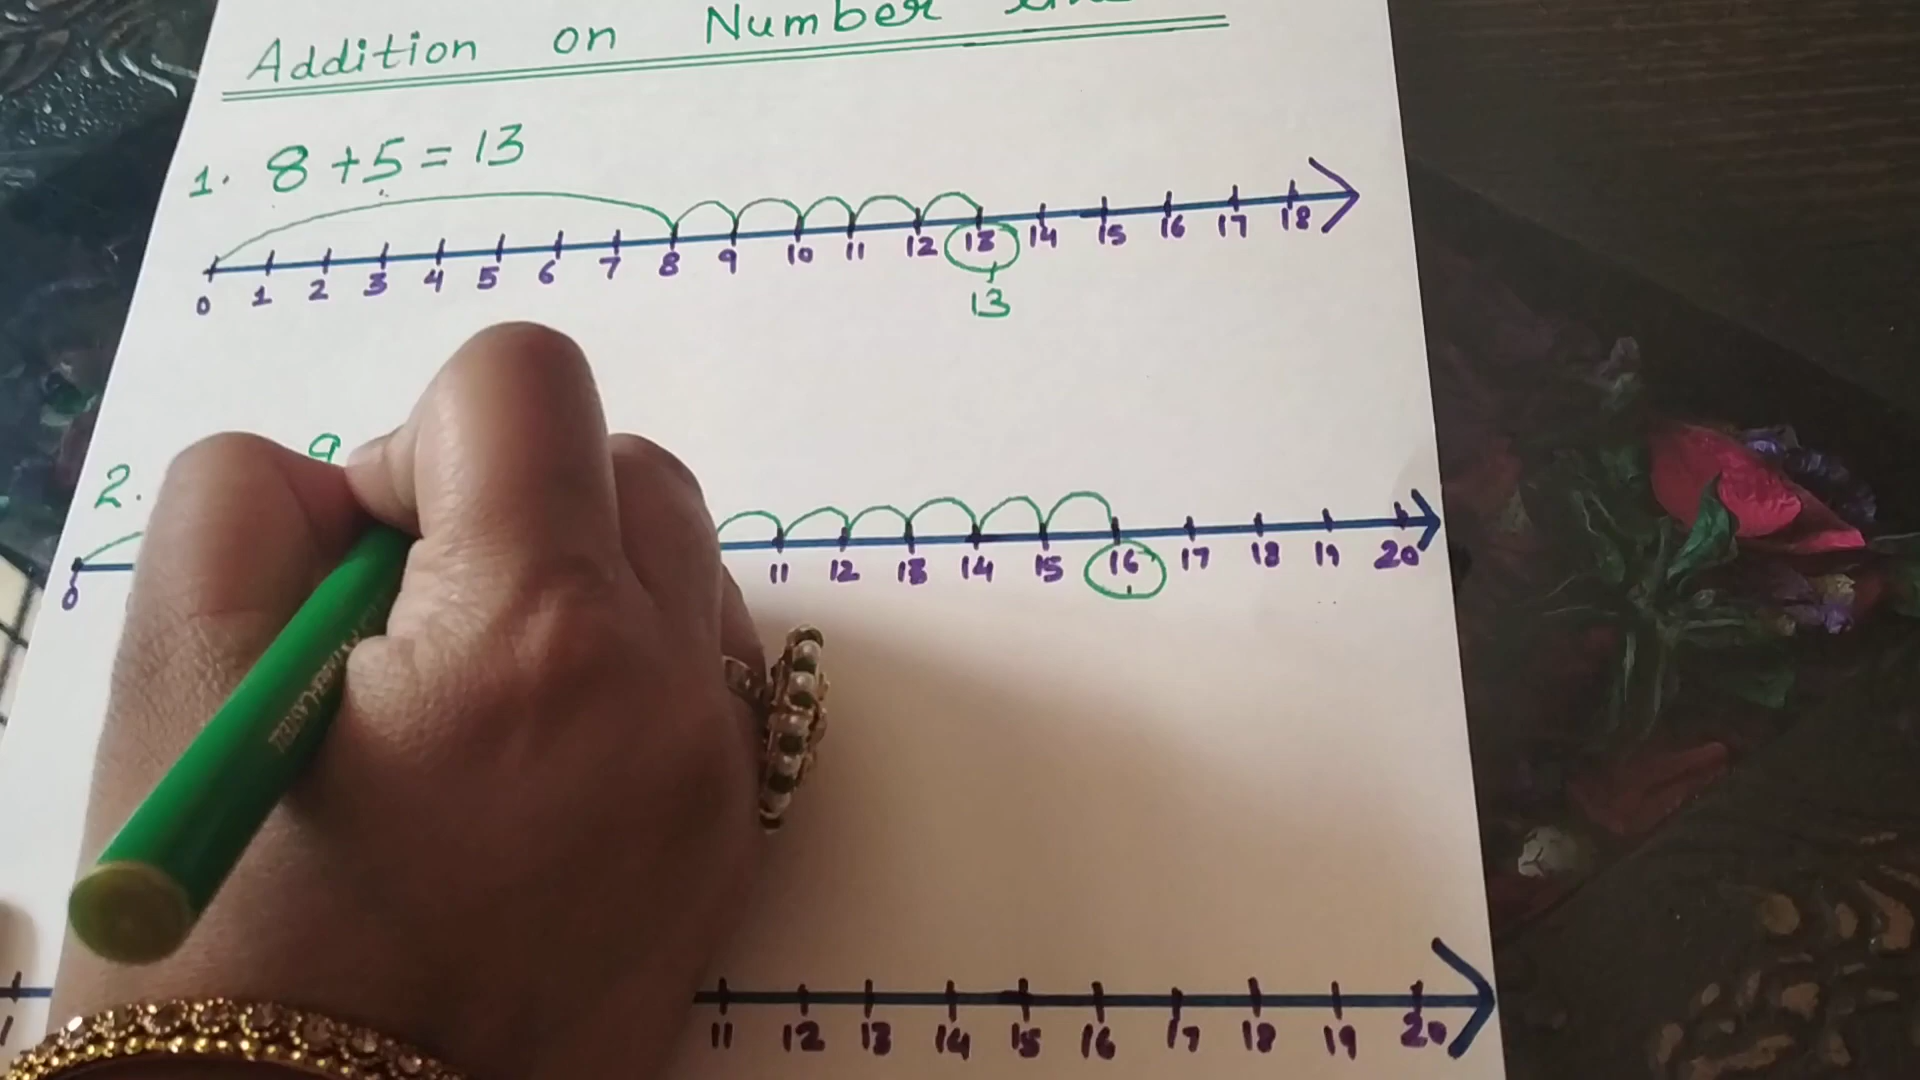 Addition on Number
1. 8 + 5 = 13
0 1 2 3 4 5 6 7 8 9 10 11 12 13 14 15 16 17 18
13
2. 9
0 11 12 13 14 15 16 17 18 19 20
1 11 12 13 14 15 16 17 18 19 20